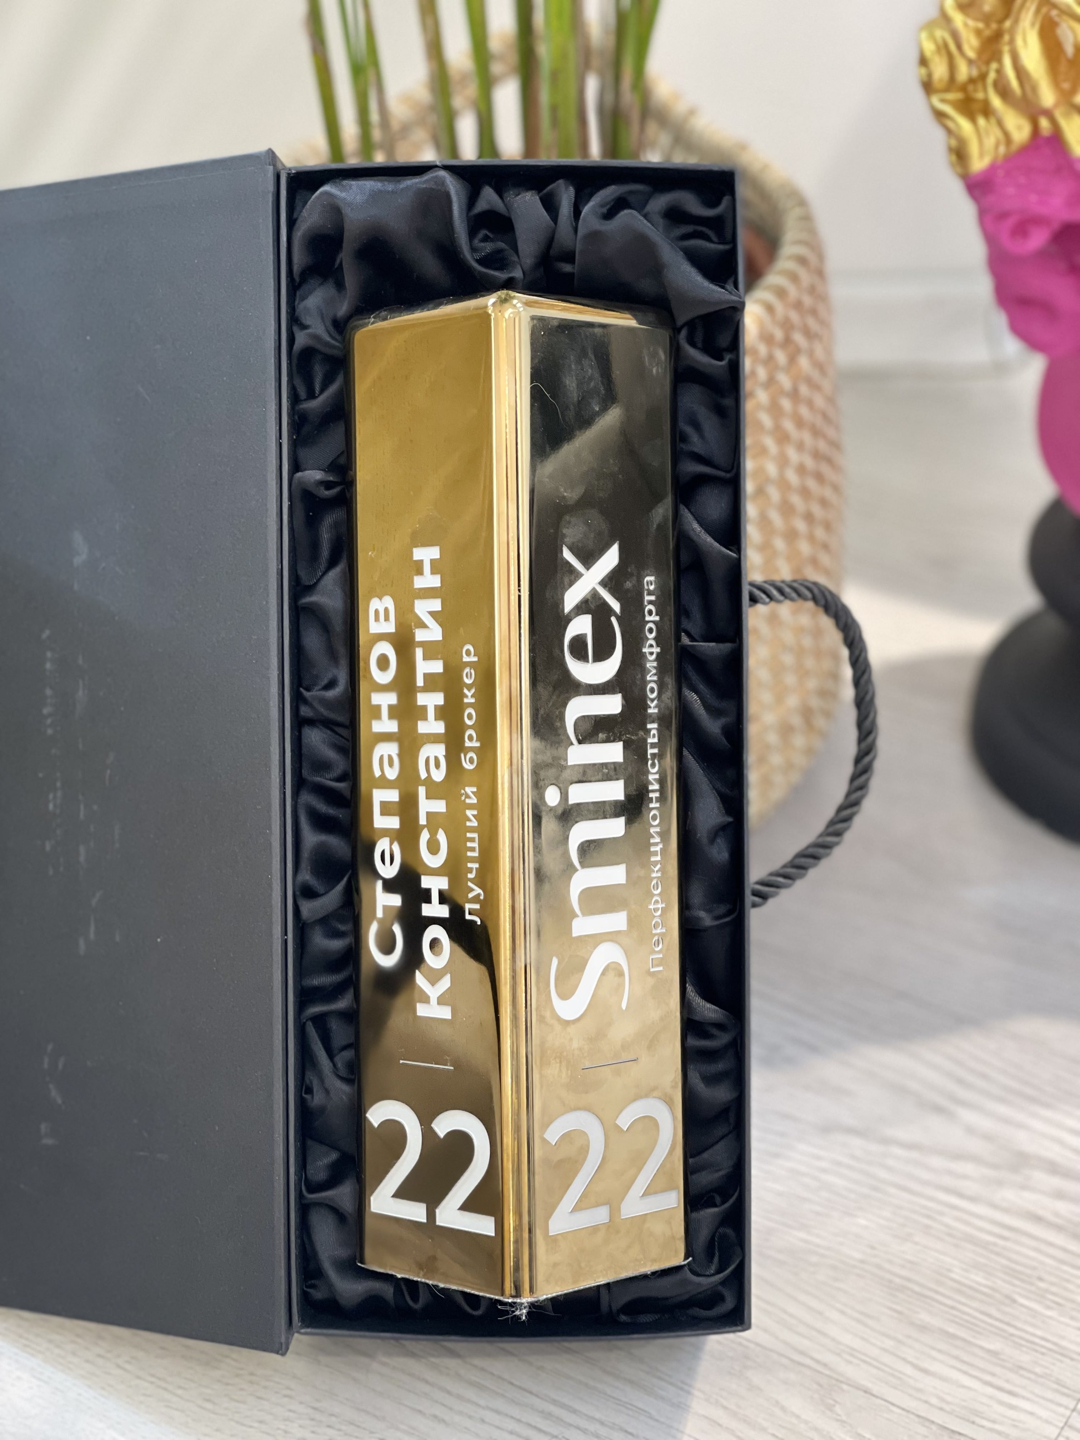 Степанов
Константин
Лучший брокер
22
Sminex
Перфекционисты комфорта
22